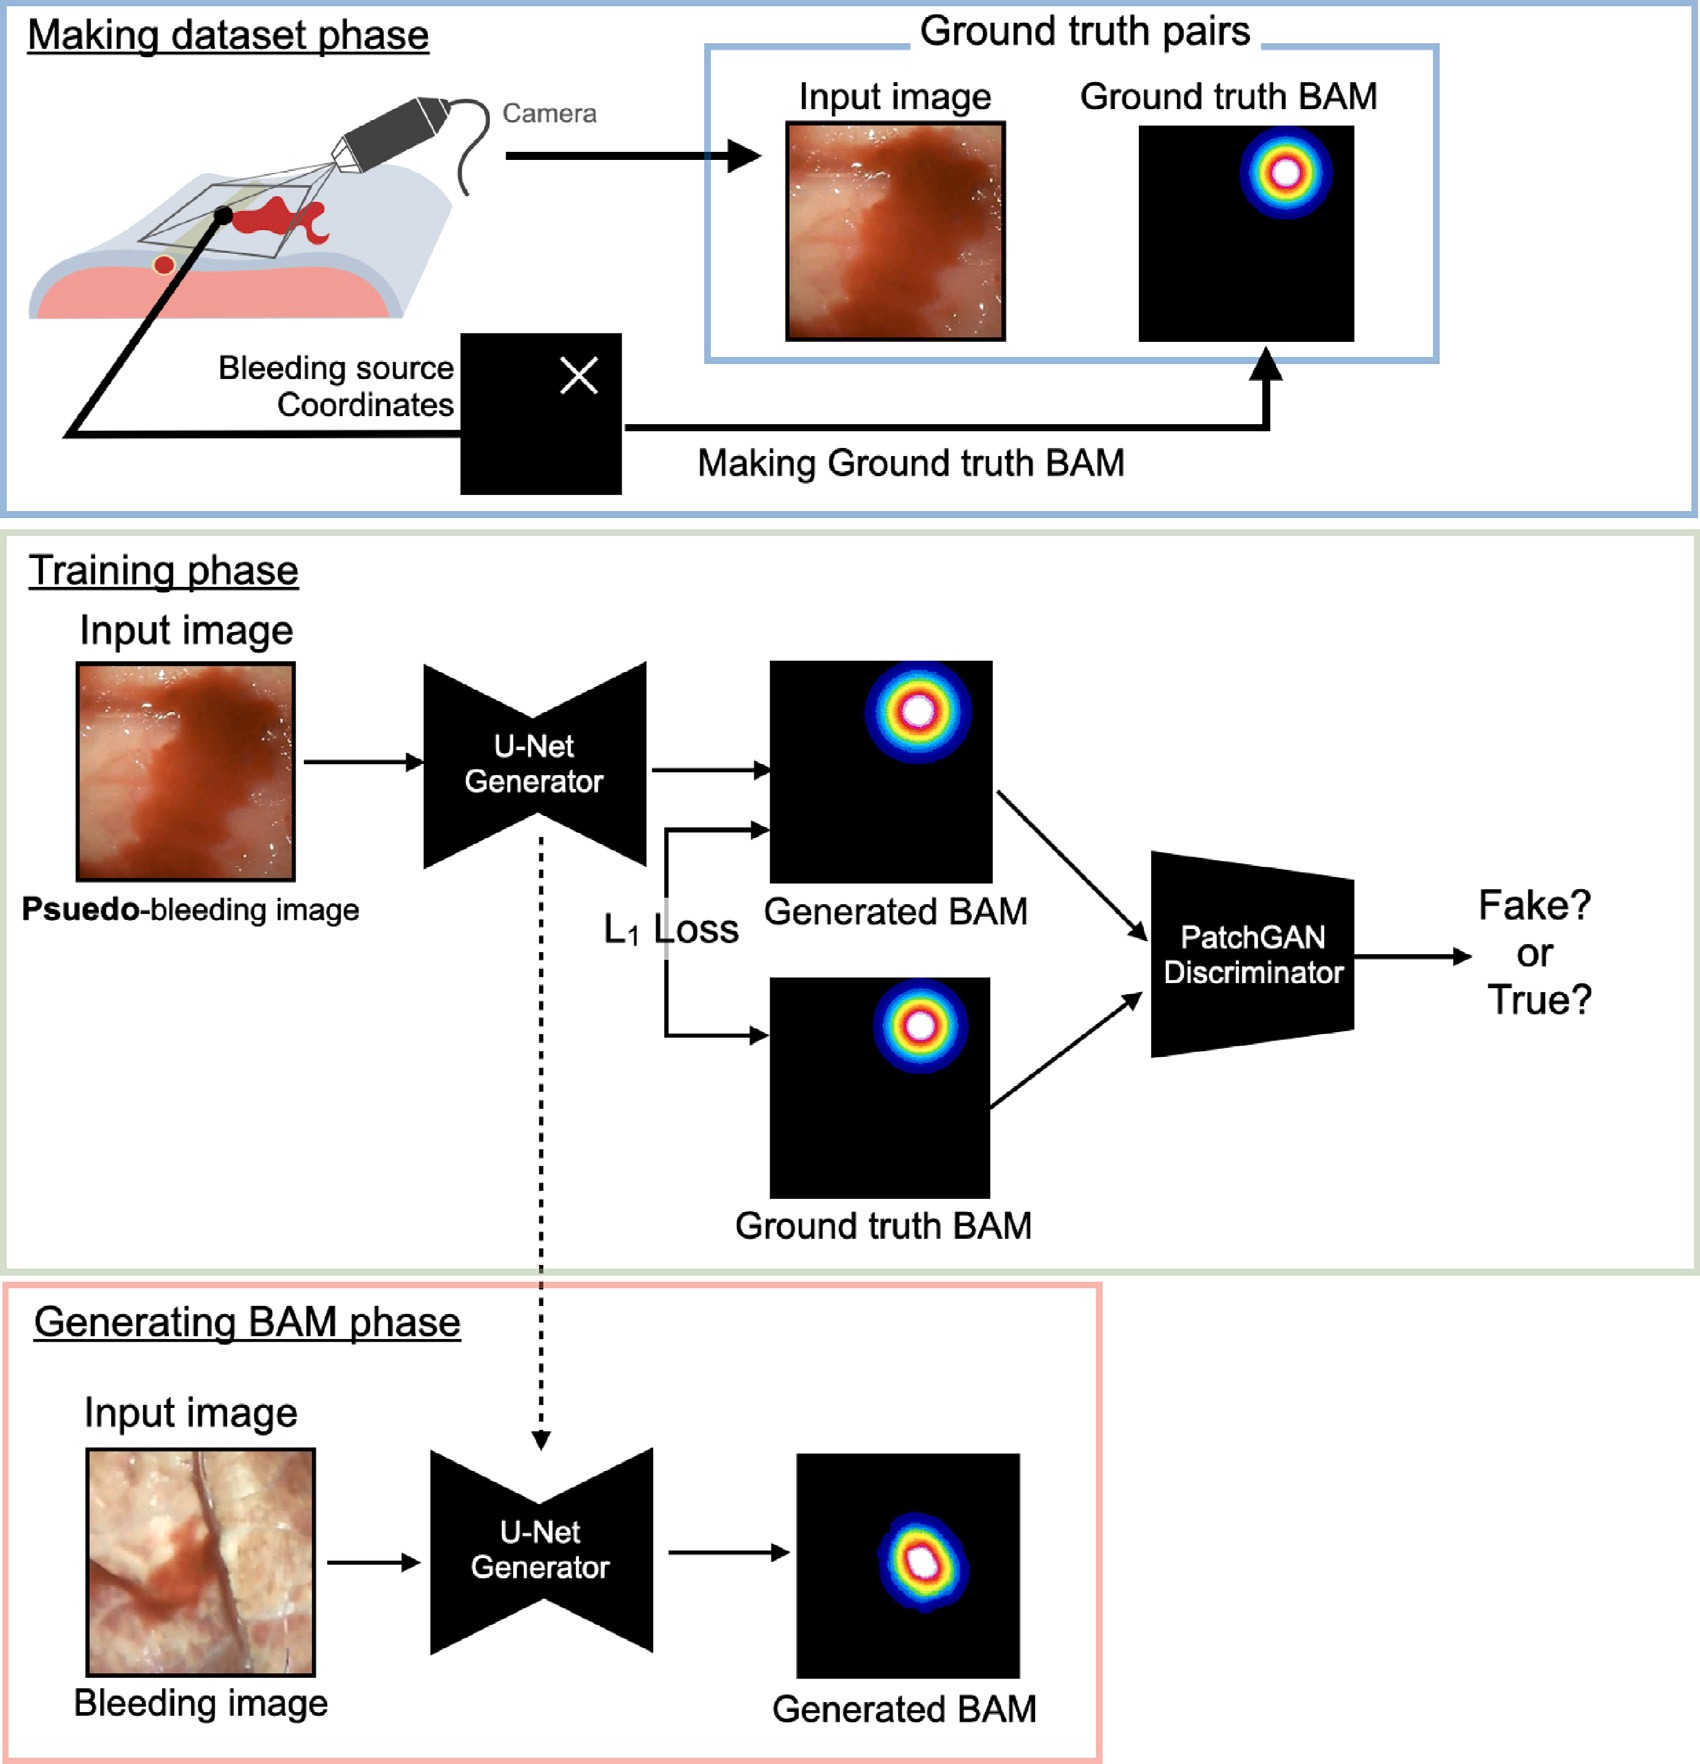 Making dataset phase
Ground truth pairs
Camera
Input image
Ground truth BAM
Bleeding source
Coordinates
Making Ground truth BAM
Training phase
Input image
U-Net
Generator
Psuedo-bleeding image
L₁ Loss
Generated BAM
PatchGAN
Discriminator
Fake?
or
True?
Ground truth BAM
Generating BAM phase
Input image
U-Net
Generator
Bleeding image
Generated BAM